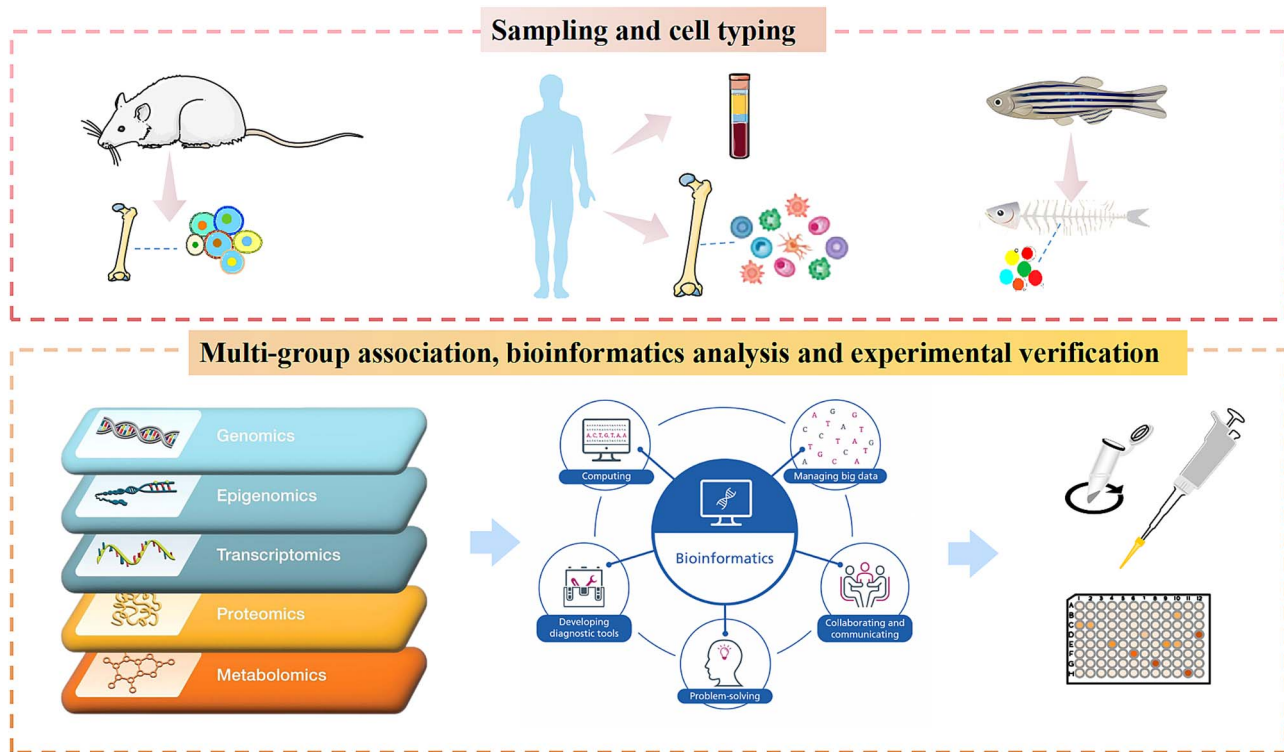 Sampling and cell typing
Multi-group association, bioinformatics analysis and experimental verification
Genomics
Epigenomics
Transcriptomics
Proteomics
Metabolomics
A C T G T A A
Computing
A G G
C T A T
C C T A G
T G C T
A G C A
Managing big data
Bioinformatics
Developing
diagnostic tools
Collaborating and
communicating
Problem-solving
1 2 3 4 5 6 7 8 9 10 11 12
A
B
C
D
E
F
G
H